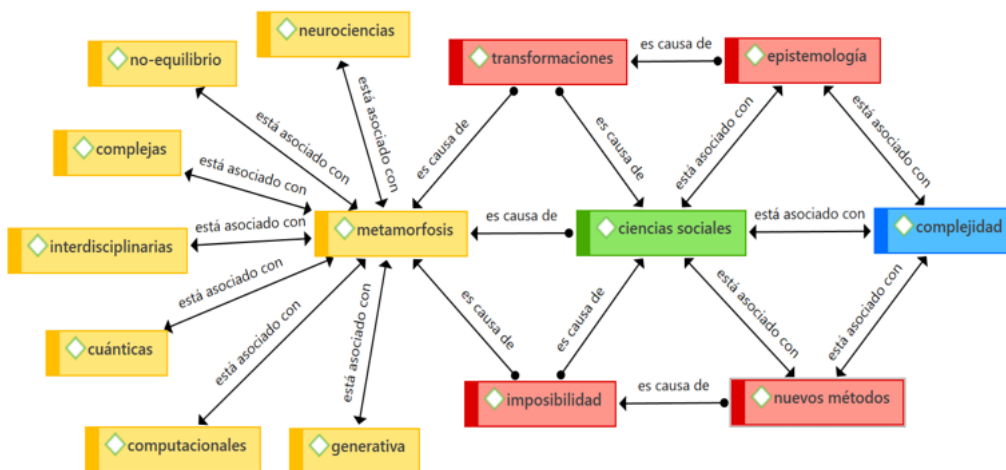 neurociencias
no-equilibrio
transformaciones
es causa de
epistemología
está asociado con
está asociado con
complejas
está asociado con
es causa de
es causa de
está asociado con
está asociado con
interdisciplinarias
está asociado con
metamorfosis
es causa de
ciencias sociales
está asociado con
complejidad
está asociado con
cuánticas
está asociado con
está asociado con
es causa de
es causa de
está asociado con
está asociado con
imposibilidad
es causa de
nuevos métodos
computacionales
generativa